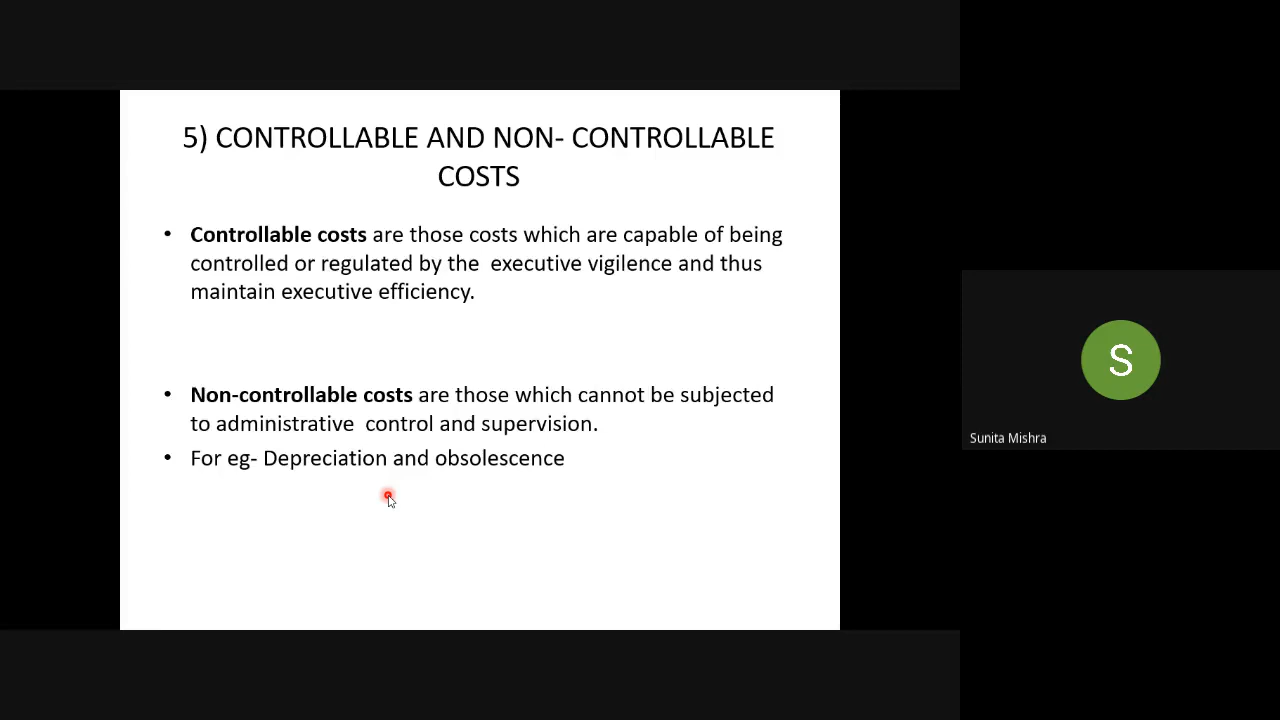 5) CONTROLLABLE AND NON- CONTROLLABLE
COSTS
• Controllable costs are those costs which are capable of being
controlled or regulated by the  executive vigilence and thus
maintain executive efficiency.
• Non-controllable costs are those which cannot be subjected
to administrative  control and supervision.
• For eg- Depreciation and obsolescence
S
Sunita Mishra